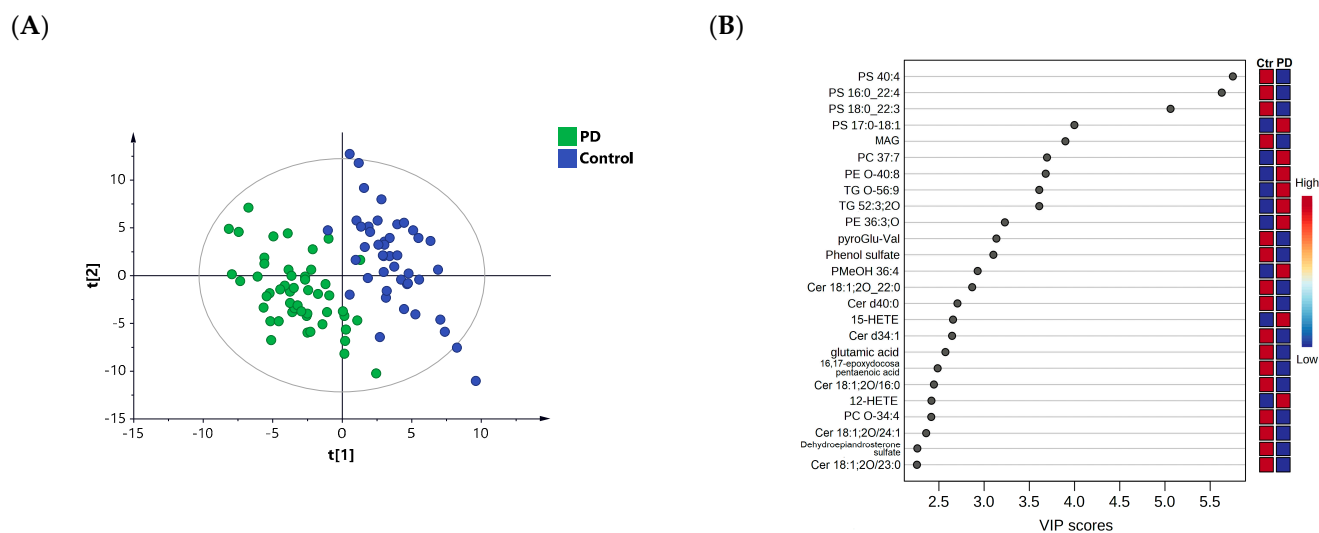 (A)
(B)
PD
Control
10
5
0
-5
-10
-15
-15
-10
-5
0
5
10
t[2]
t[1]
Ctr PD
PS 40:4
PS 16:0_22:4
PS 18:0_22:3
PS 17:0-18:1
MAG
PC 37:7
PE O-40:8
TG O-56:9
TG 52:3;2O
PE 36:3;O
pyroGlu-Val
Phenol sulfate
PMeOH 36:4
Cer 18:1;2O_22:0
Cer d40:0
15-HETE
Cer d34:1
glutamic acid
16,17-epoxydocosa
pentaenoic acid
Cer 18:1;2O/16:0
12-HETE
PC O-34:4
Cer 18:1;2O/24:1
Dehydroepiandrosterone
sulfate
Cer 18:1;2O/23:0
2.5 3.0 3.5 4.0 4.5 5.0 5.5
VIP scores
High
Low